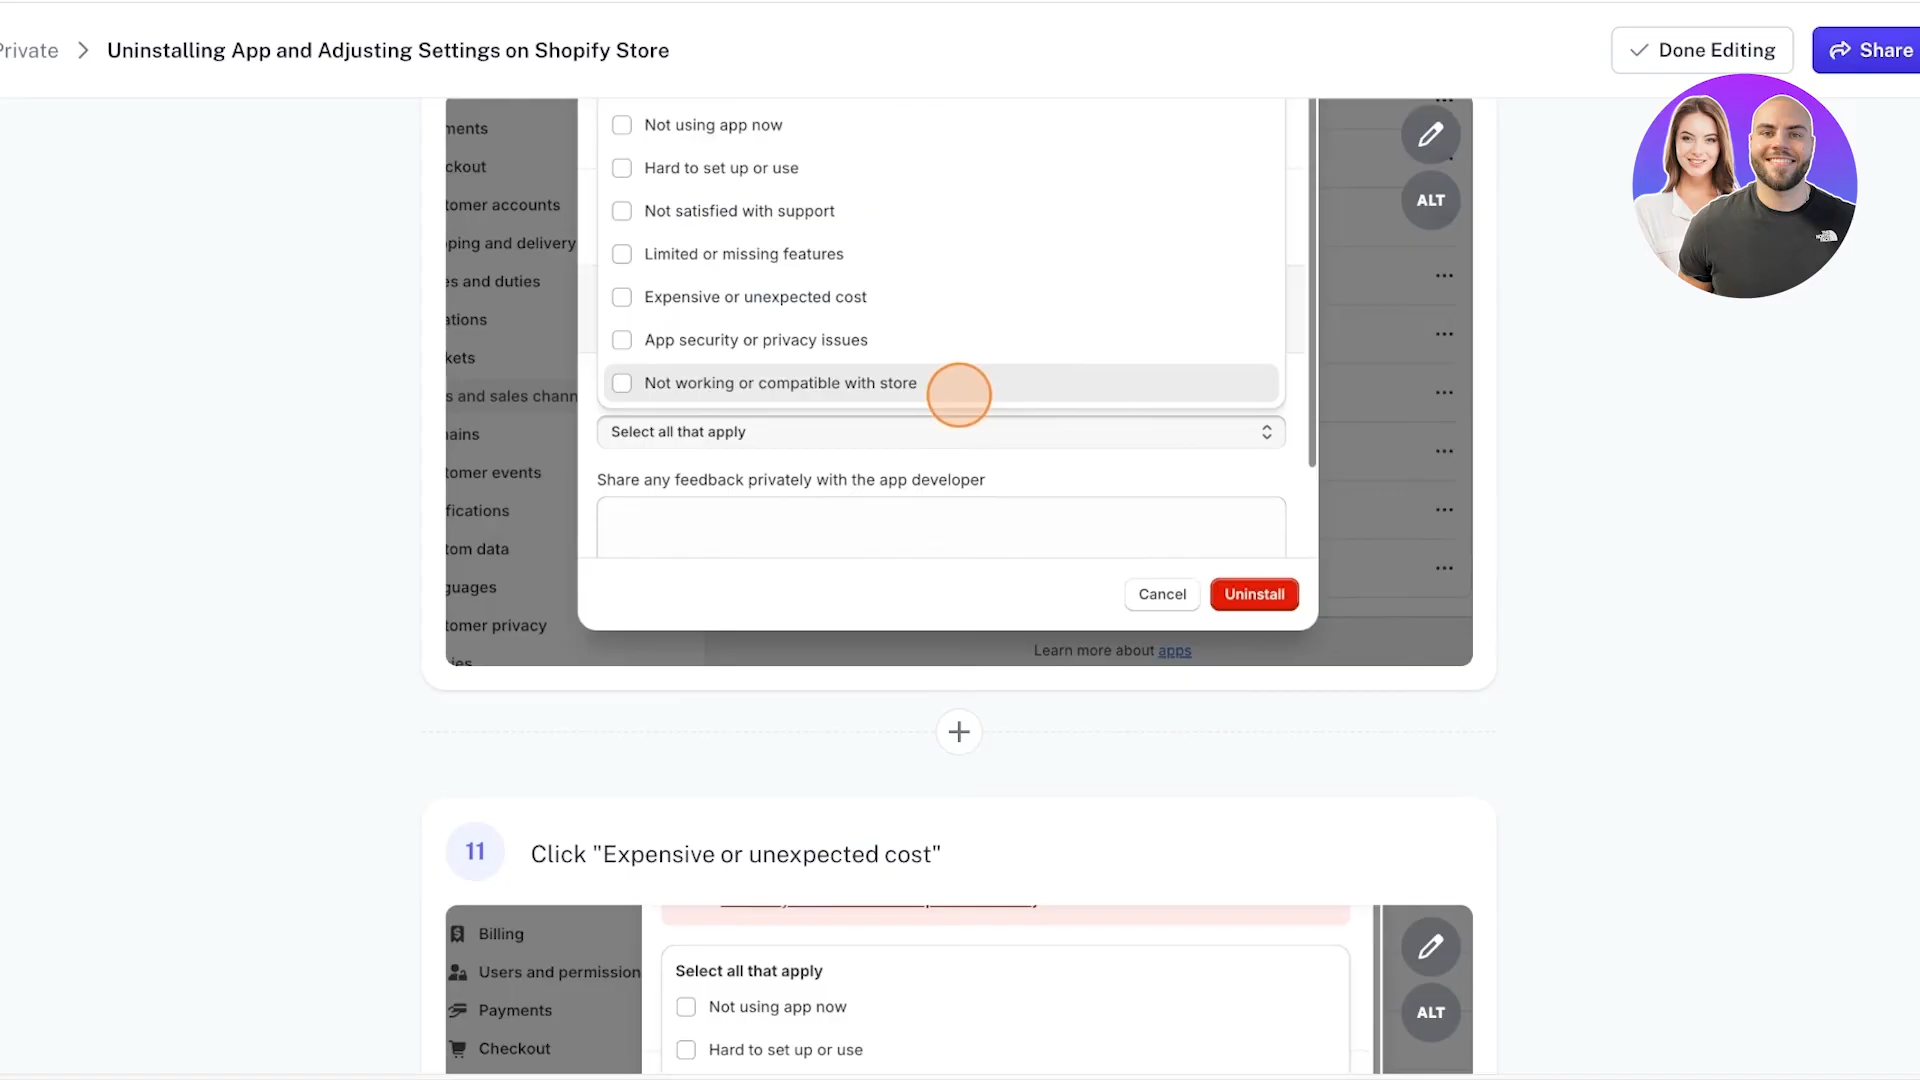 Private > Uninstalling App and Adjusting Settings on Shopify Store
Done Editing
Share
Not using app now
Hard to set up or use
Not satisfied with support
Limited or missing features
Expensive or unexpected cost
App security or privacy issues
Not working or compatible with store
Select all that apply
Share any feedback privately with the app developer
Cancel
Uninstall
Learn more about apps
ments
ckout
tomer accounts
ping and delivery
es and duties
ations
kets
s and sales chann
ains
tomer events
fications
tom data
guages
tomer privacy
ALT
11
Click "Expensive or unexpected cost"
Billing
Users and permission
Payments
Checkout
Select all that apply
Not using app now
Hard to set up or use
ALT